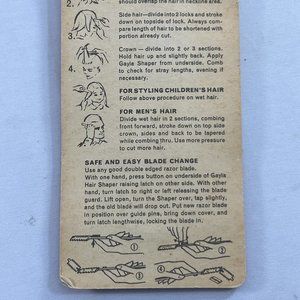 2.
should overlap the hair in neckline area.
3.
Side hair—divide into 2 locks and stroke
down on topside of lock. Always com-
pare length of hair to be shortened with
portion already cut.
4.
Crown — divide into 2 or 3 sections.
Hold hair up and slightly back. Apply
Gayla Shaper from underside. Comb
to check for stray lengths, evening if
necessary.
FOR STYLING CHILDREN'S HAIR
Follow above procedure on wet hair.
FOR MEN'S HAIR
Divide wet hair in 2 sections, combing
front forward, stroke down on top side
crown, sides and back to be tapered
while combing thru. Use more pressure
to cut more hair.
SAFE AND EASY BLADE CHANGE
Use any good double edged razor blade.
With one hand, press button on underside of Gayla
Hair Shaper raising latch on other side. With other
hand, turn latch to right or left releasing the blade
guard. Lift open, turn the Shaper over, tap slightly,
and the old blade will drop out. Put new razor blade
in position over guide pins, bring down cover, and
turn latch lengthwise, locking the blade in.
1
2
3
4